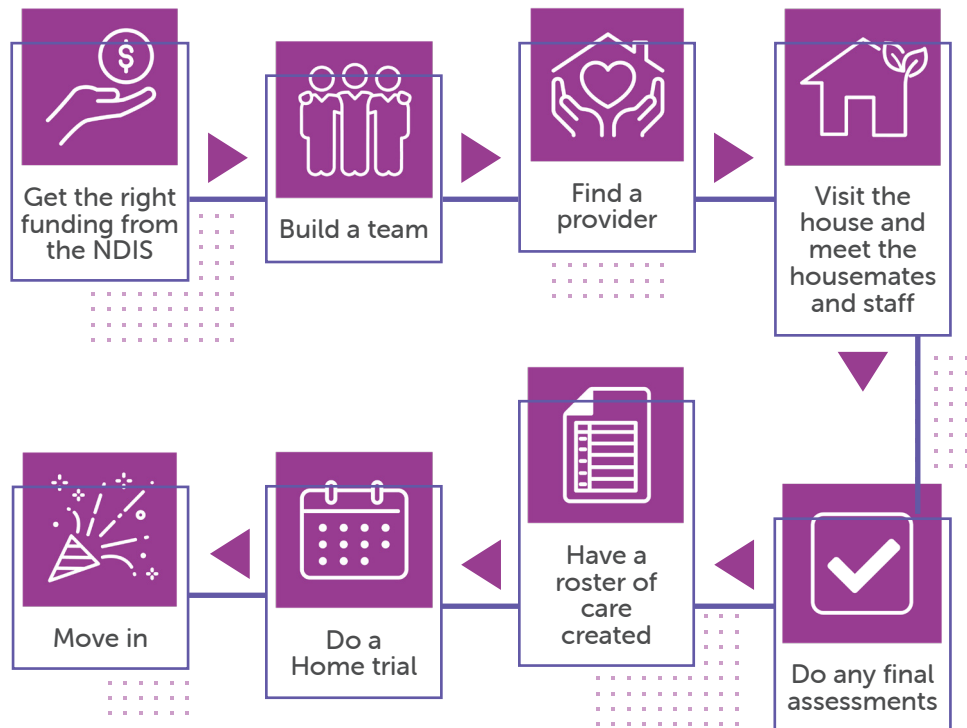 $
Get the right
funding from
the NDIS
Build a team
Find a
provider
Visit the
house and
meet the
housemates
and staff
Do any final
assessments
Have a
roster of
care
created
Do a
Home trial
Move in